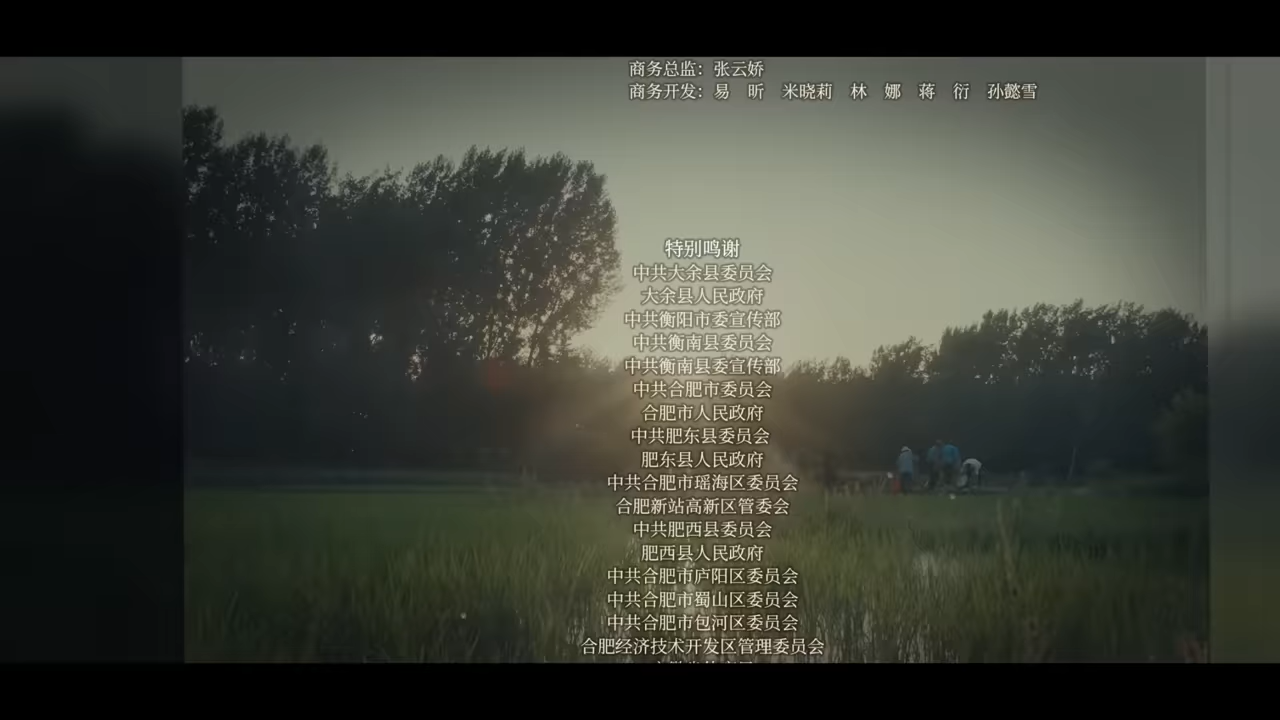 商务总监：张云娇
商务开发：易　昕　米晓莉　林　娜　蒋　衍　孙懿雪
特别鸣谢
中共大余县委员会
大余县人民政府
中共衡阳市委宣传部
中共衡南县委员会
中共衡南县委宣传部
中共合肥市委员会
合肥市人民政府
中共肥东县委员会
肥东县人民政府
中共合肥市瑶海区委员会
合肥新站高新区管委会
中共肥西县委员会
肥西县人民政府
中共合肥市庐阳区委员会
中共合肥市蜀山区委员会
中共合肥市包河区委员会
合肥经济技术开发区管理委员会